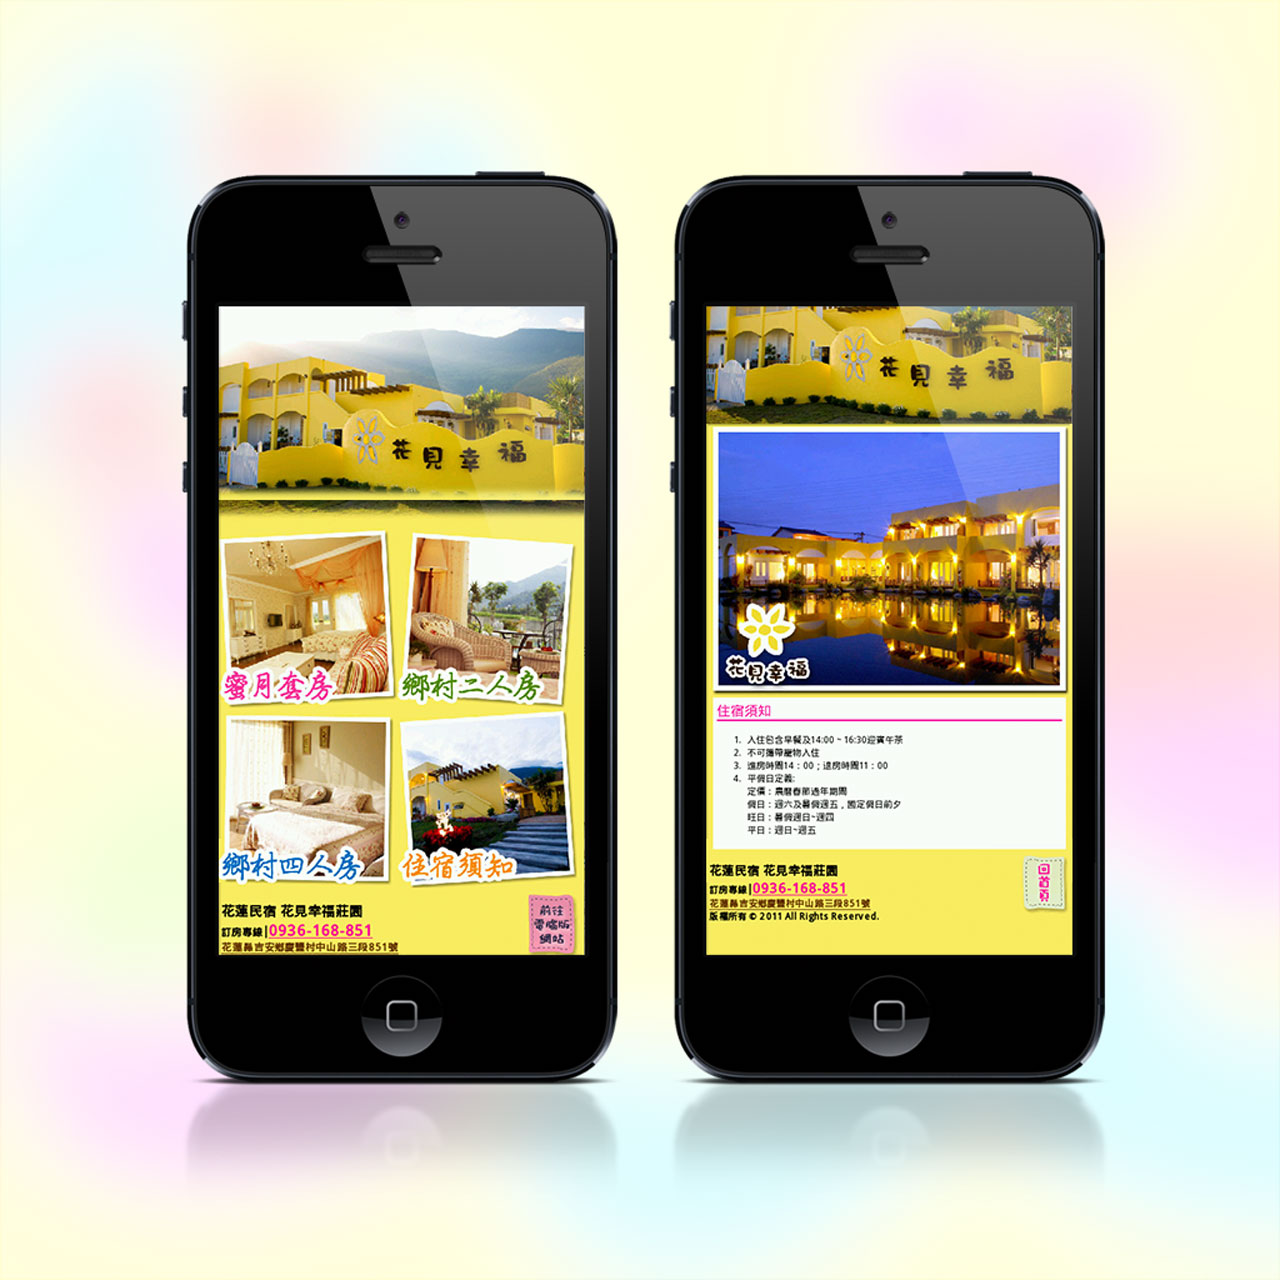 花見幸福
蜜月套房
鄉村二人房
鄉村四人房
住宿須知
花蓮民宿 花見幸福莊園
訂房專線|0936-168-851
花蓮縣吉安鄉慶豐村中山路三段851號
前往
電腦版
網站
花見幸福
花見幸福
住宿須知
1. 入住包含早餐及14:00 ~ 16:30迎賓午茶
2. 不可攜帶寵物入住
3. 進房時間14：00；退房時間11：00
4. 平假日定義:
定價：農曆春節過年期間
假日：週六及暑假週五，國定假日前夕
旺日：暑假週日~週四
平日：週日~週五
花蓮民宿 花見幸福莊園
訂房專線|0936-168-851
花蓮縣吉安鄉慶豐村中山路三段851號
版權所有 © 2011 All Rights Reserved.
回首頁